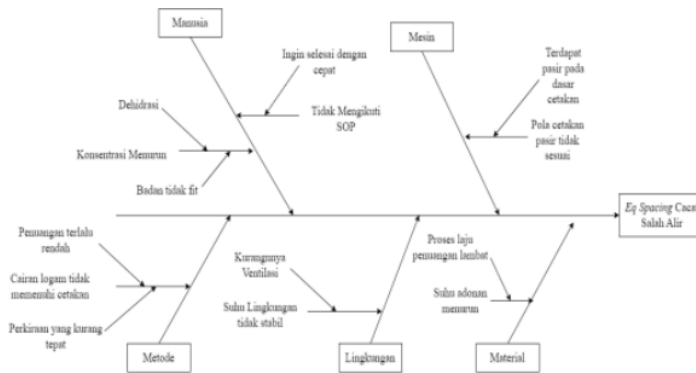 Manusia
Mesin
Ingin selesai dengan
cepat
Terdapat
pasir pada
dasar
cetakan
Dehidrasi
Tidak Mengikuti
SOP
Pola cetakan
pasir tidak
sesuai
Konsentrasi Menurun
Badan tidak fit
Eq Spacing Cacat
Salah Alir
Penuangan terlalu
rendah
Cairan logam tidak
memenuhi cetakan
Perkiraan yang kurang
tepat
Kurangnya
Ventilasi
Suhu Lingkungan
tidak stabil
Proses laju
penuangan lambat
Suhu adonan
menurun
Metode
Lingkungan
Material